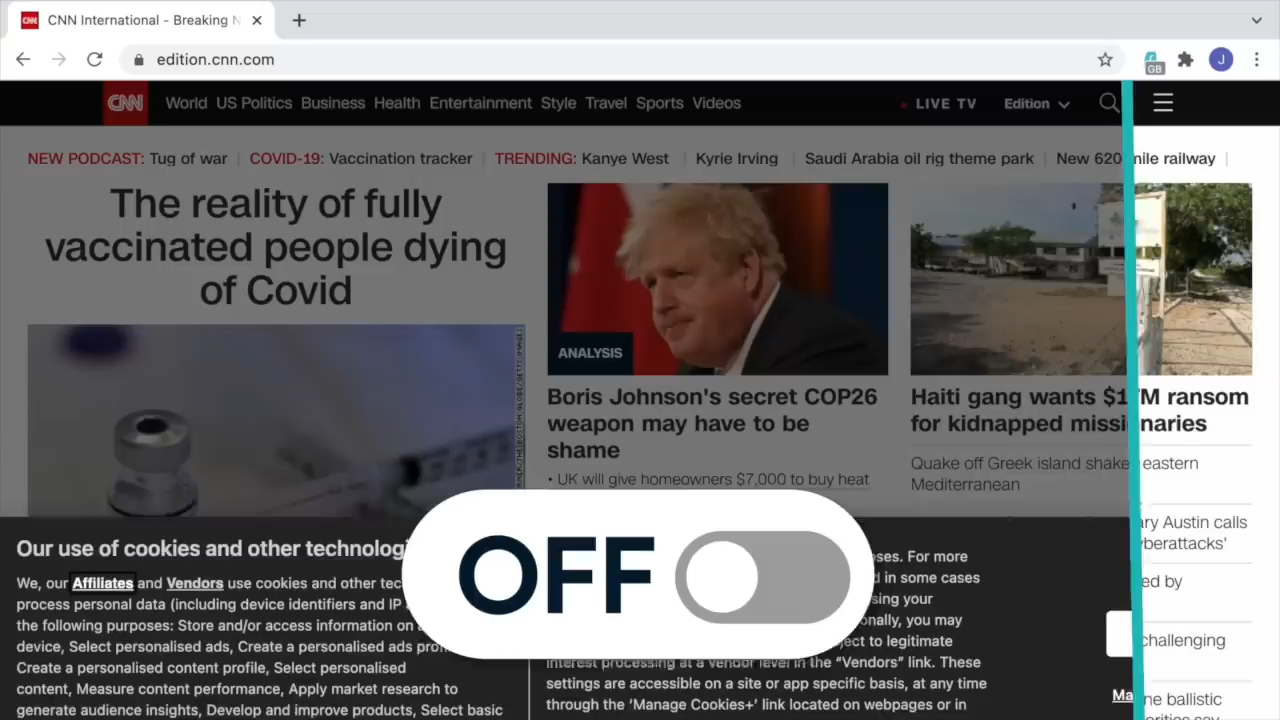 CNN International - Breaking N
edition.cnn.com
GB
J
CNN
World US Politics Business Health Entertainment Style Travel Sports Videos
LIVE TV
Edition
NEW PODCAST: Tug of war
COVID-19: Vaccination tracker
TRENDING: Kanye West
Kyrie Irving
Saudi Arabia oil rig theme park
New 620 mile railway
The reality of fully
vaccinated people dying
of Covid
ANALYSIS
Boris Johnson's secret COP26
weapon may have to be
shame
• UK will give homeowners $7,000 to buy heat
Haiti gang wants $17M ransom
for kidnapped missionaries
Quake off Greek island shake eastern
Mediterranean
ary Austin calls
yberattacks'
ed by
challenging
ne ballistic
Our use of cookies and other technologi
We, our Affiliates and Vendors use cookies and other tec
process personal data (including device identifiers and IP
the following purposes: Store and/or access information on
device, Select personalised ads, Create a personalised ads
Create a personalised content profile, Select personalised
content, Measure content performance, Apply market research to
generate audience insights, Develop and improve products, Select basic
oses. For more
d in some cases
sing your
onally, you may
ject to legitimate
interest processing at a vendor level in the "Vendors" link. These
settings are accessible on a site or app specific basis, at any time
through the 'Manage Cookies+' link located on webpages or in
Ma
OFF